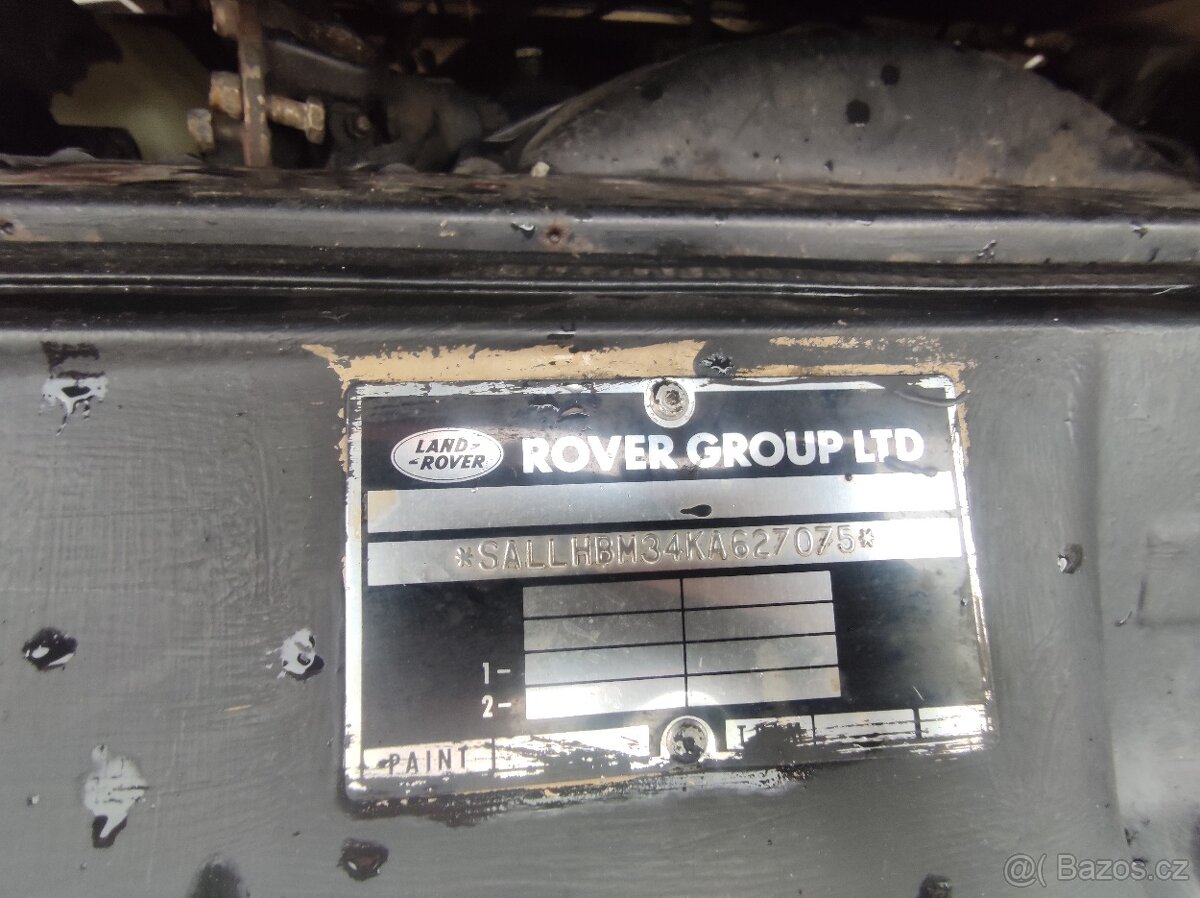 LAND-
-ROVER
ROVER GROUP LTD
*SALLHBM34KA627075*
1-
2-
PAINT
@( Bazos.cz